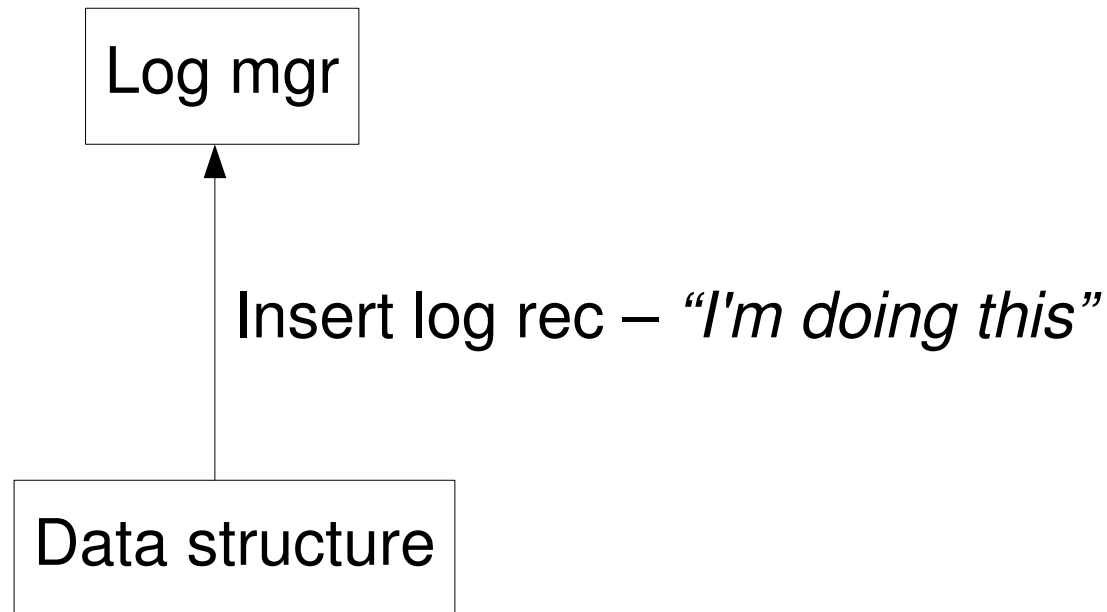 Log mgr
Insert log rec – “I'm doing this”
Data structure